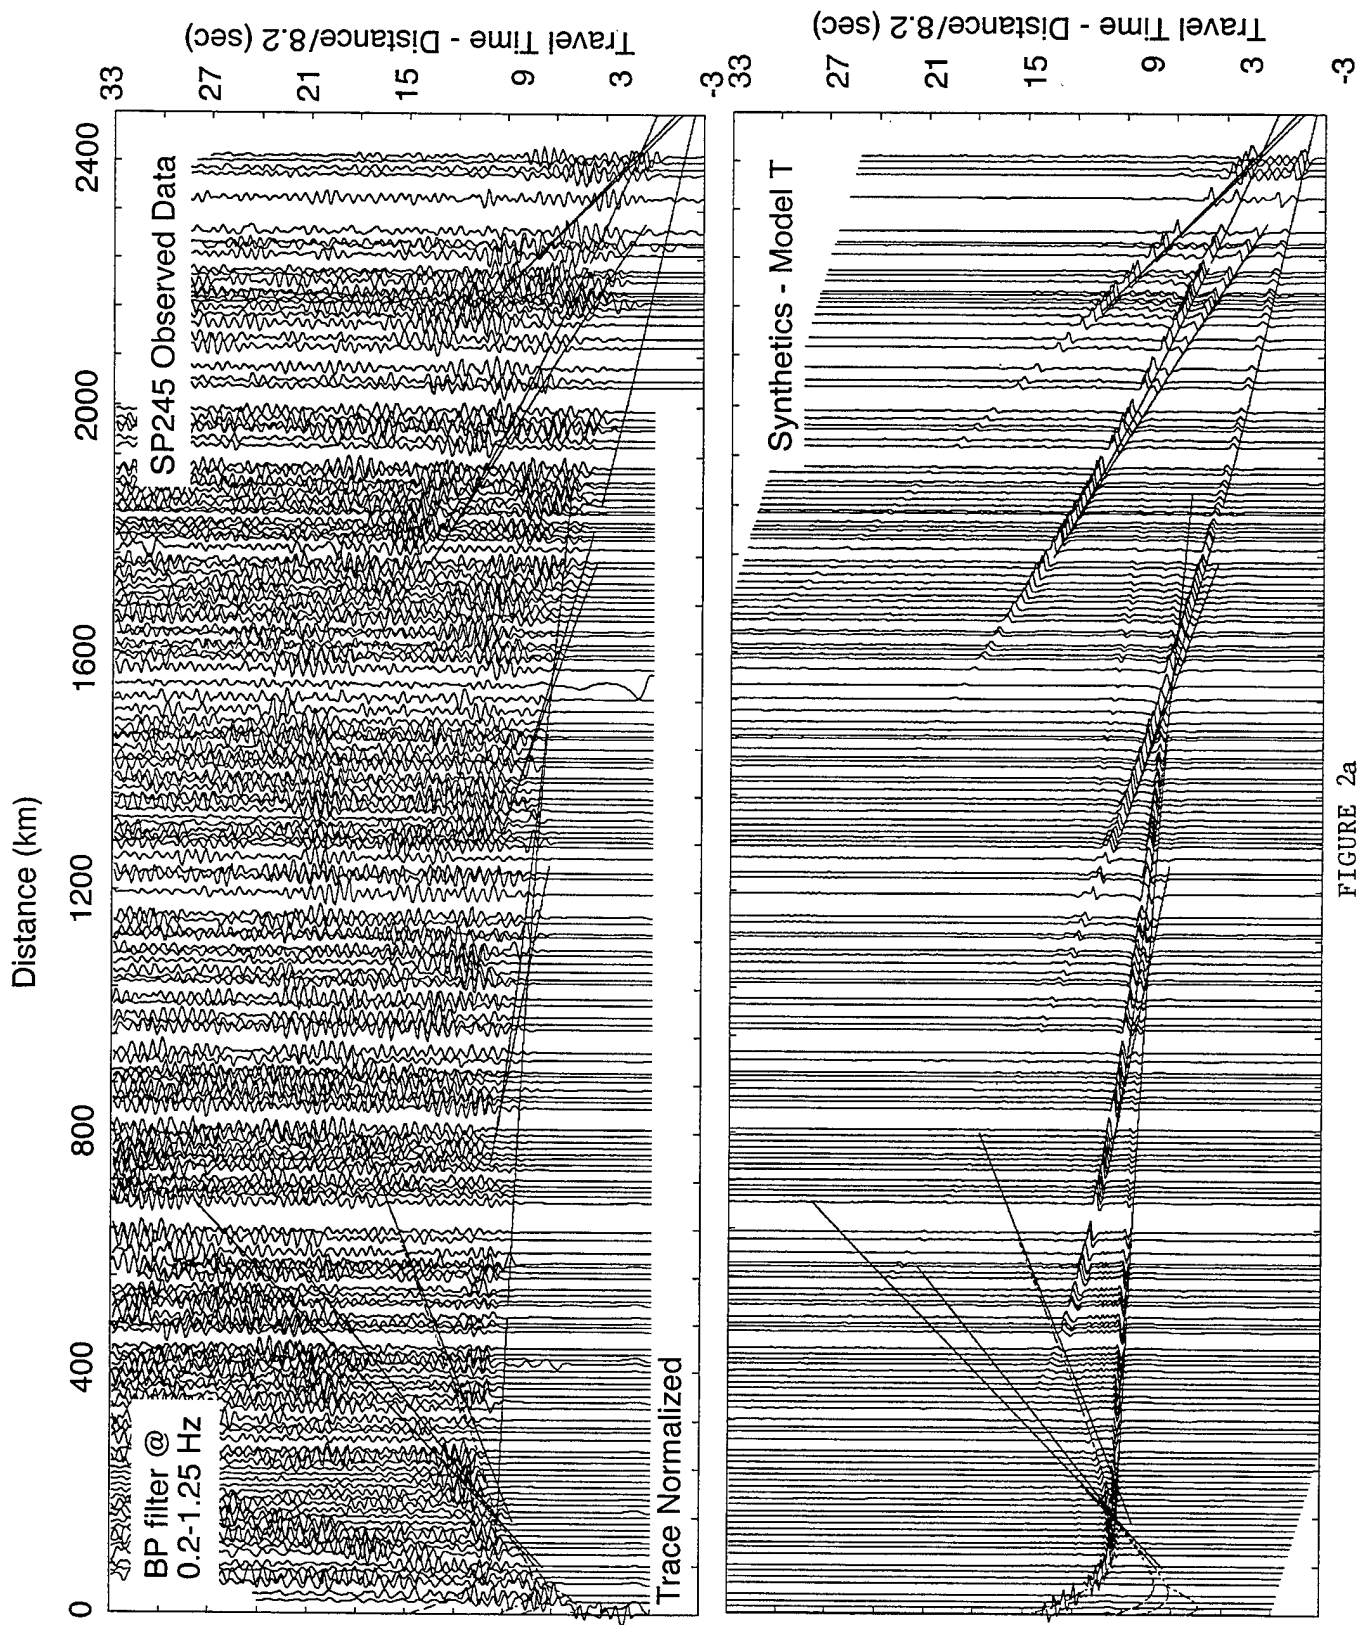 Distance (km)
0
400
800
1200
1600
2000
2400
BP filter @
0.2-1.25 Hz
SP245 Observed Data
Trace Normalized
33
27
21
15
9
3
-3
Travel Time - Distance/8.2 (sec)
Synthetics - Model T
33
27
21
15
9
3
-3
Travel Time - Distance/8.2 (sec)
FIGURE 2a